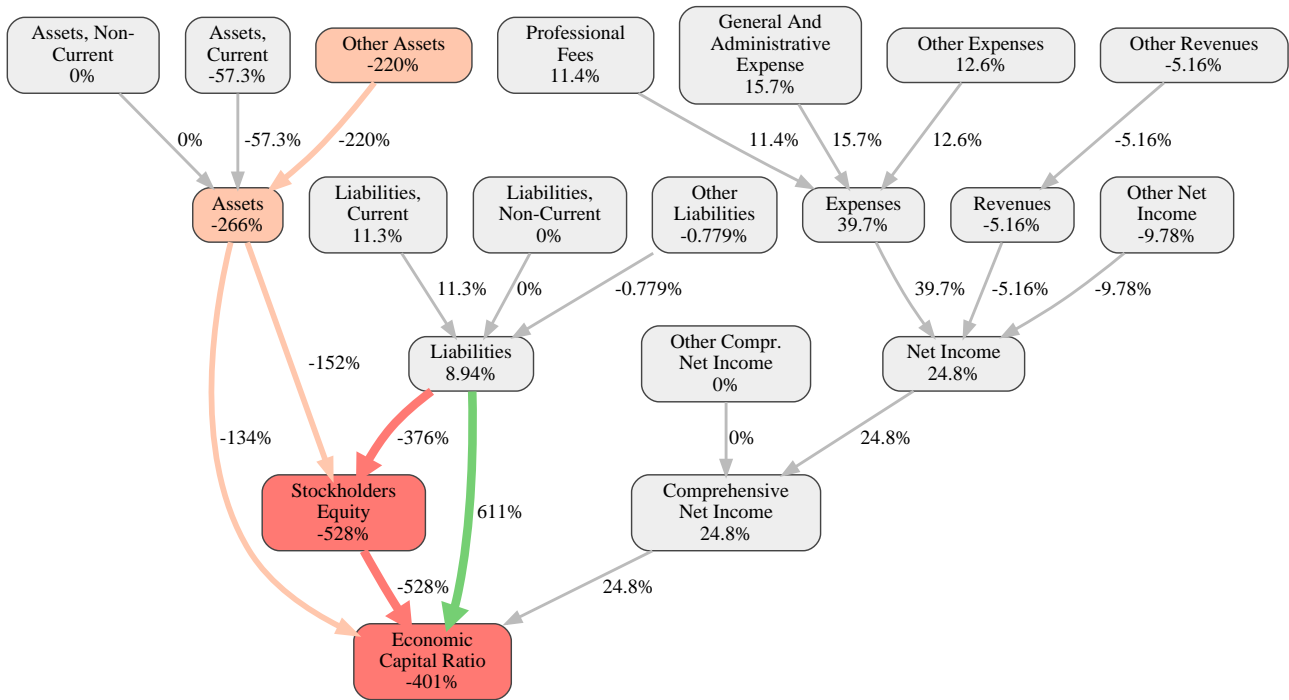 Assets, Non-
Current
0%
Assets,
Current
-57.3%
Other Assets
-220%
Professional
Fees
11.4%
General And
Administrative
Expense
15.7%
Other Expenses
12.6%
Other Revenues
-5.16%
0%
-57.3%
-220%
11.4%
15.7%
12.6%
-5.16%
Assets
-266%
Liabilities,
Current
11.3%
Liabilities,
Non-Current
0%
Other
Liabilities
-0.779%
Expenses
39.7%
Revenues
-5.16%
Other Net
Income
-9.78%
11.3%
0%
-0.779%
39.7%
-5.16%
-9.78%
-152%
Liabilities
8.94%
Other Compr.
Net Income
0%
Net Income
24.8%
-134%
-376%
0%
24.8%
Stockholders
Equity
-528%
611%
Comprehensive
Net Income
24.8%
-528%
24.8%
Economic
Capital Ratio
-401%